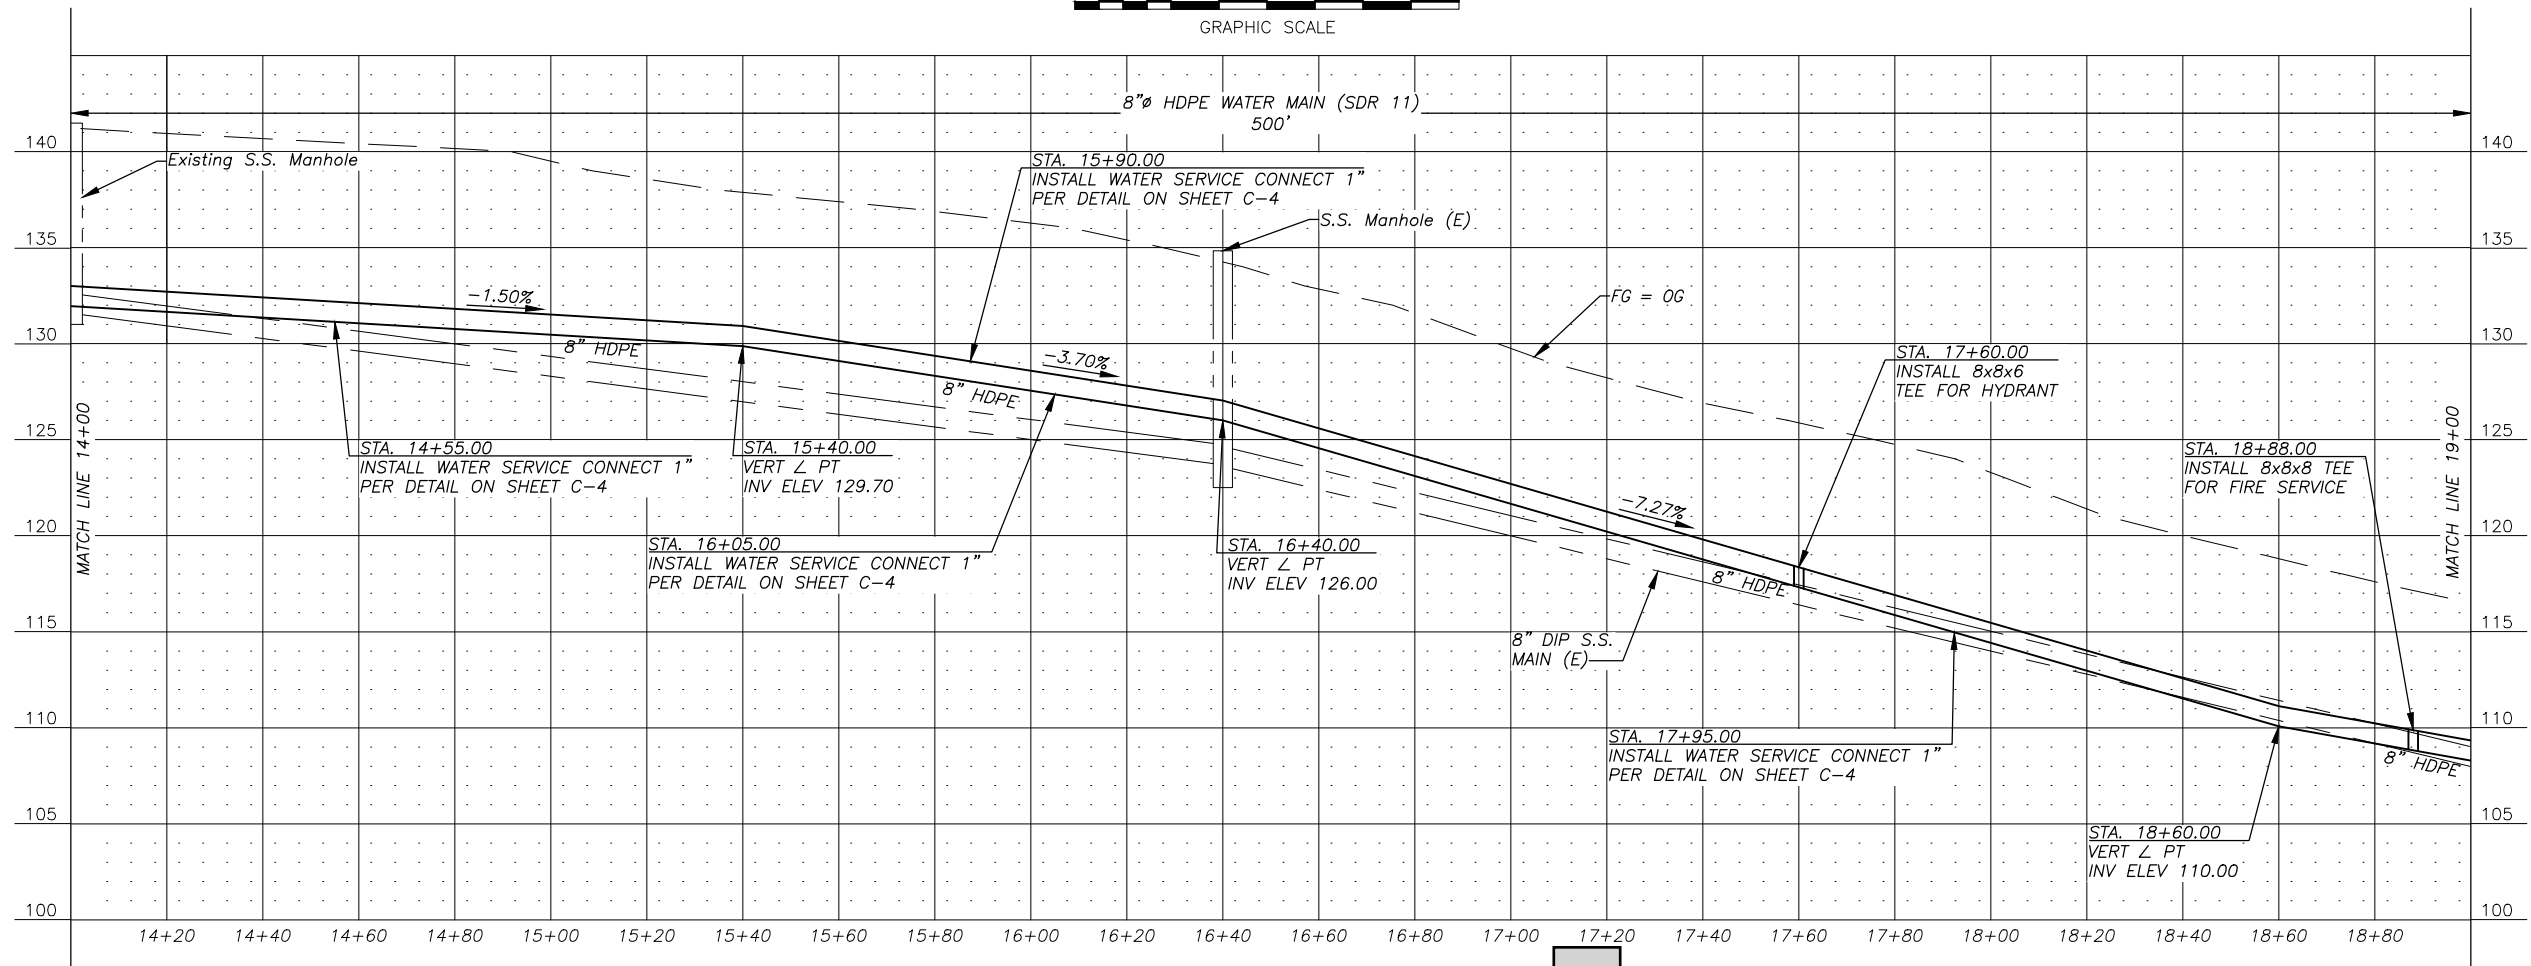 GRAPHIC SCALE
8"ø HDPE WATER MAIN (SDR 11)
500'
140
140
Existing S.S. Manhole
STA. 15+90.00
INSTALL WATER SERVICE CONNECT 1"
PER DETAIL ON SHEET C-4
S.S. Manhole (E)
135
135
-1.50%
FG = OG
130
130
8" HDPE
-3.70%
8" HDPE
STA. 17+60.00
INSTALL 8x8x6
TEE FOR HYDRANT
MATCH LINE 14+00
MATCH LINE 19+00
125
125
STA. 14+55.00
INSTALL WATER SERVICE CONNECT 1"
PER DETAIL ON SHEET C-4
STA. 15+40.00
VERT ∠ PT
INV ELEV 129.70
STA. 18+88.00
INSTALL 8x8x8 TEE
FOR FIRE SERVICE
-7.27%
120
120
STA. 16+05.00
INSTALL WATER SERVICE CONNECT 1"
PER DETAIL ON SHEET C-4
STA. 16+40.00
VERT ∠ PT
INV ELEV 126.00
8" HDPE
115
115
8" DIP S.S.
MAIN (E)
110
110
STA. 17+95.00
INSTALL WATER SERVICE CONNECT 1"
PER DETAIL ON SHEET C-4
8" HDPE
105
105
STA. 18+60.00
VERT ∠ PT
INV ELEV 110.00
100
100
14+20 14+40 14+60 14+80 15+00 15+20 15+40 15+60 15+80 16+00 16+20 16+40 16+60 16+80 17+00 17+20 17+40 17+60 17+80 18+00 18+20 18+40 18+60 18+80